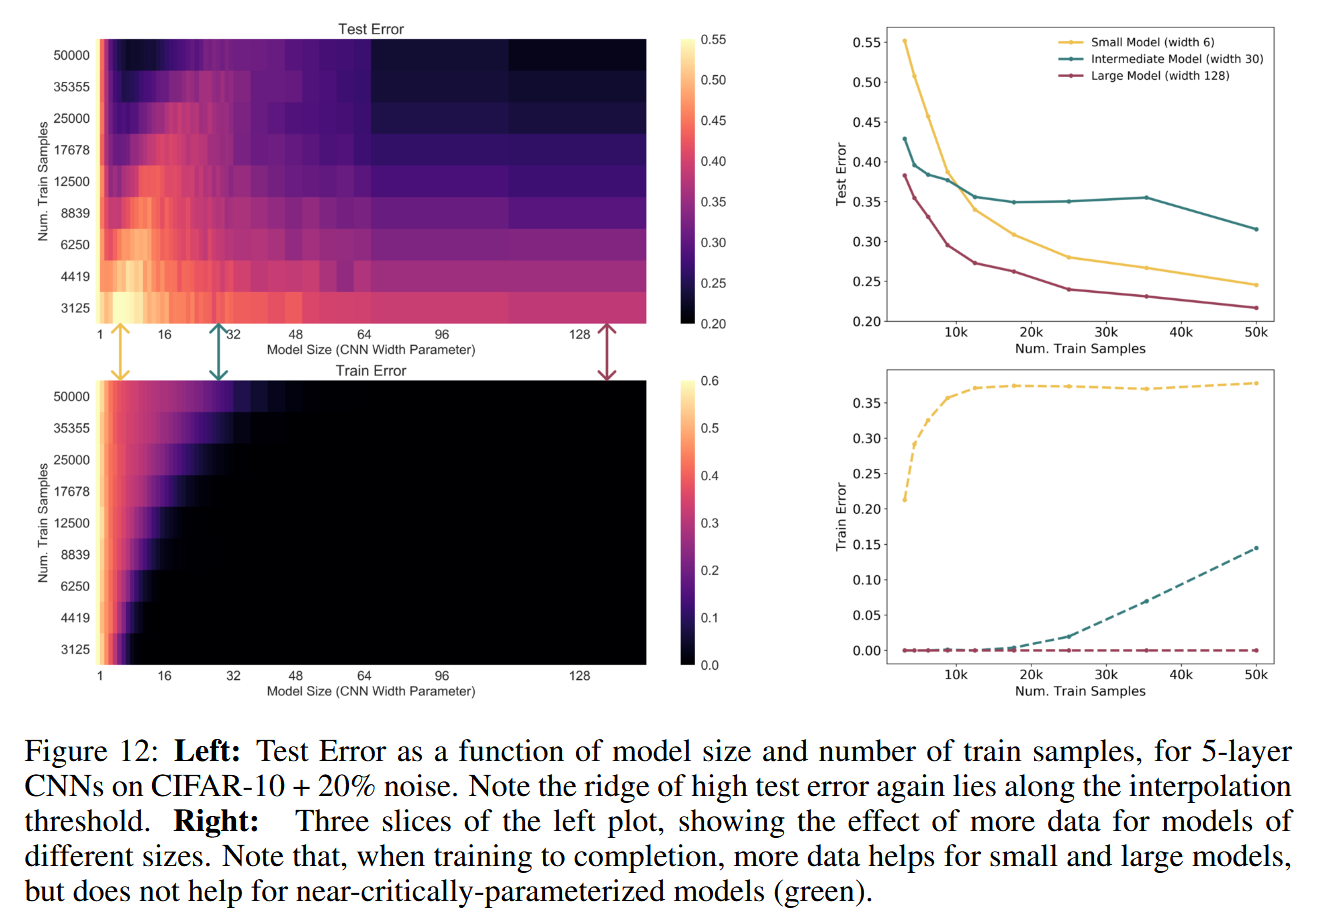 Test Error
50000
35355
25000
17678
12500
8839
6250
4419
3125
Num. Train Samples
1 16 32 48 64 96 128
Model Size (CNN Width Parameter)
0.55
0.50
0.45
0.40
0.35
0.30
0.25
0.20
Train Error
50000
35355
25000
17678
12500
8839
6250
4419
3125
Num. Train Samples
1 16 32 48 64 96 128
Model Size (CNN Width Parameter)
0.6
0.5
0.4
0.3
0.2
0.1
0.0
Small Model (width 6)
Intermediate Model (width 30)
Large Model (width 128)
0.55
0.50
0.45
0.40
0.35
0.30
0.25
0.20
Test Error
10k 20k 30k 40k 50k
Num. Train Samples
0.35
0.30
0.25
0.20
0.15
0.10
0.05
0.00
Train Error
10k 20k 30k 40k 50k
Num. Train Samples
Figure 12: Left: Test Error as a function of model size and number of train samples, for 5-layer
CNNs on CIFAR-10 + 20% noise. Note the ridge of high test error again lies along the interpolation
threshold. Right: Three slices of the left plot, showing the effect of more data for models of
different sizes. Note that, when training to completion, more data helps for small and large models,
but does not help for near-critically-parameterized models (green).